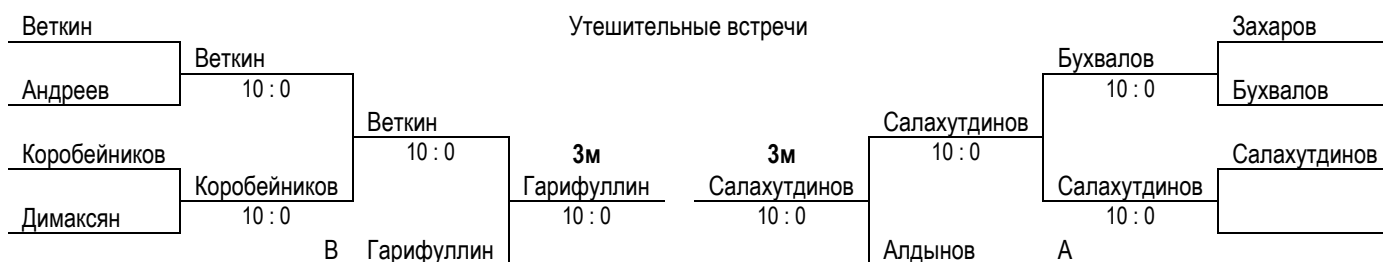 Веткин Утешительные встречи Захаров
Веткин Бухвалов
Андреев 10 : 0 10 : 0 Бухвалов
Веткин Салахутдинов
Коробейников 10 : 0 3м 3м 10 : 0 Салахутдинов
Коробейников Гарифуллин Салахутдинов Салахутдинов
Димаксян 10 : 0 10 : 0 10 : 0 10 : 0
В Гарифуллин Алдынов А